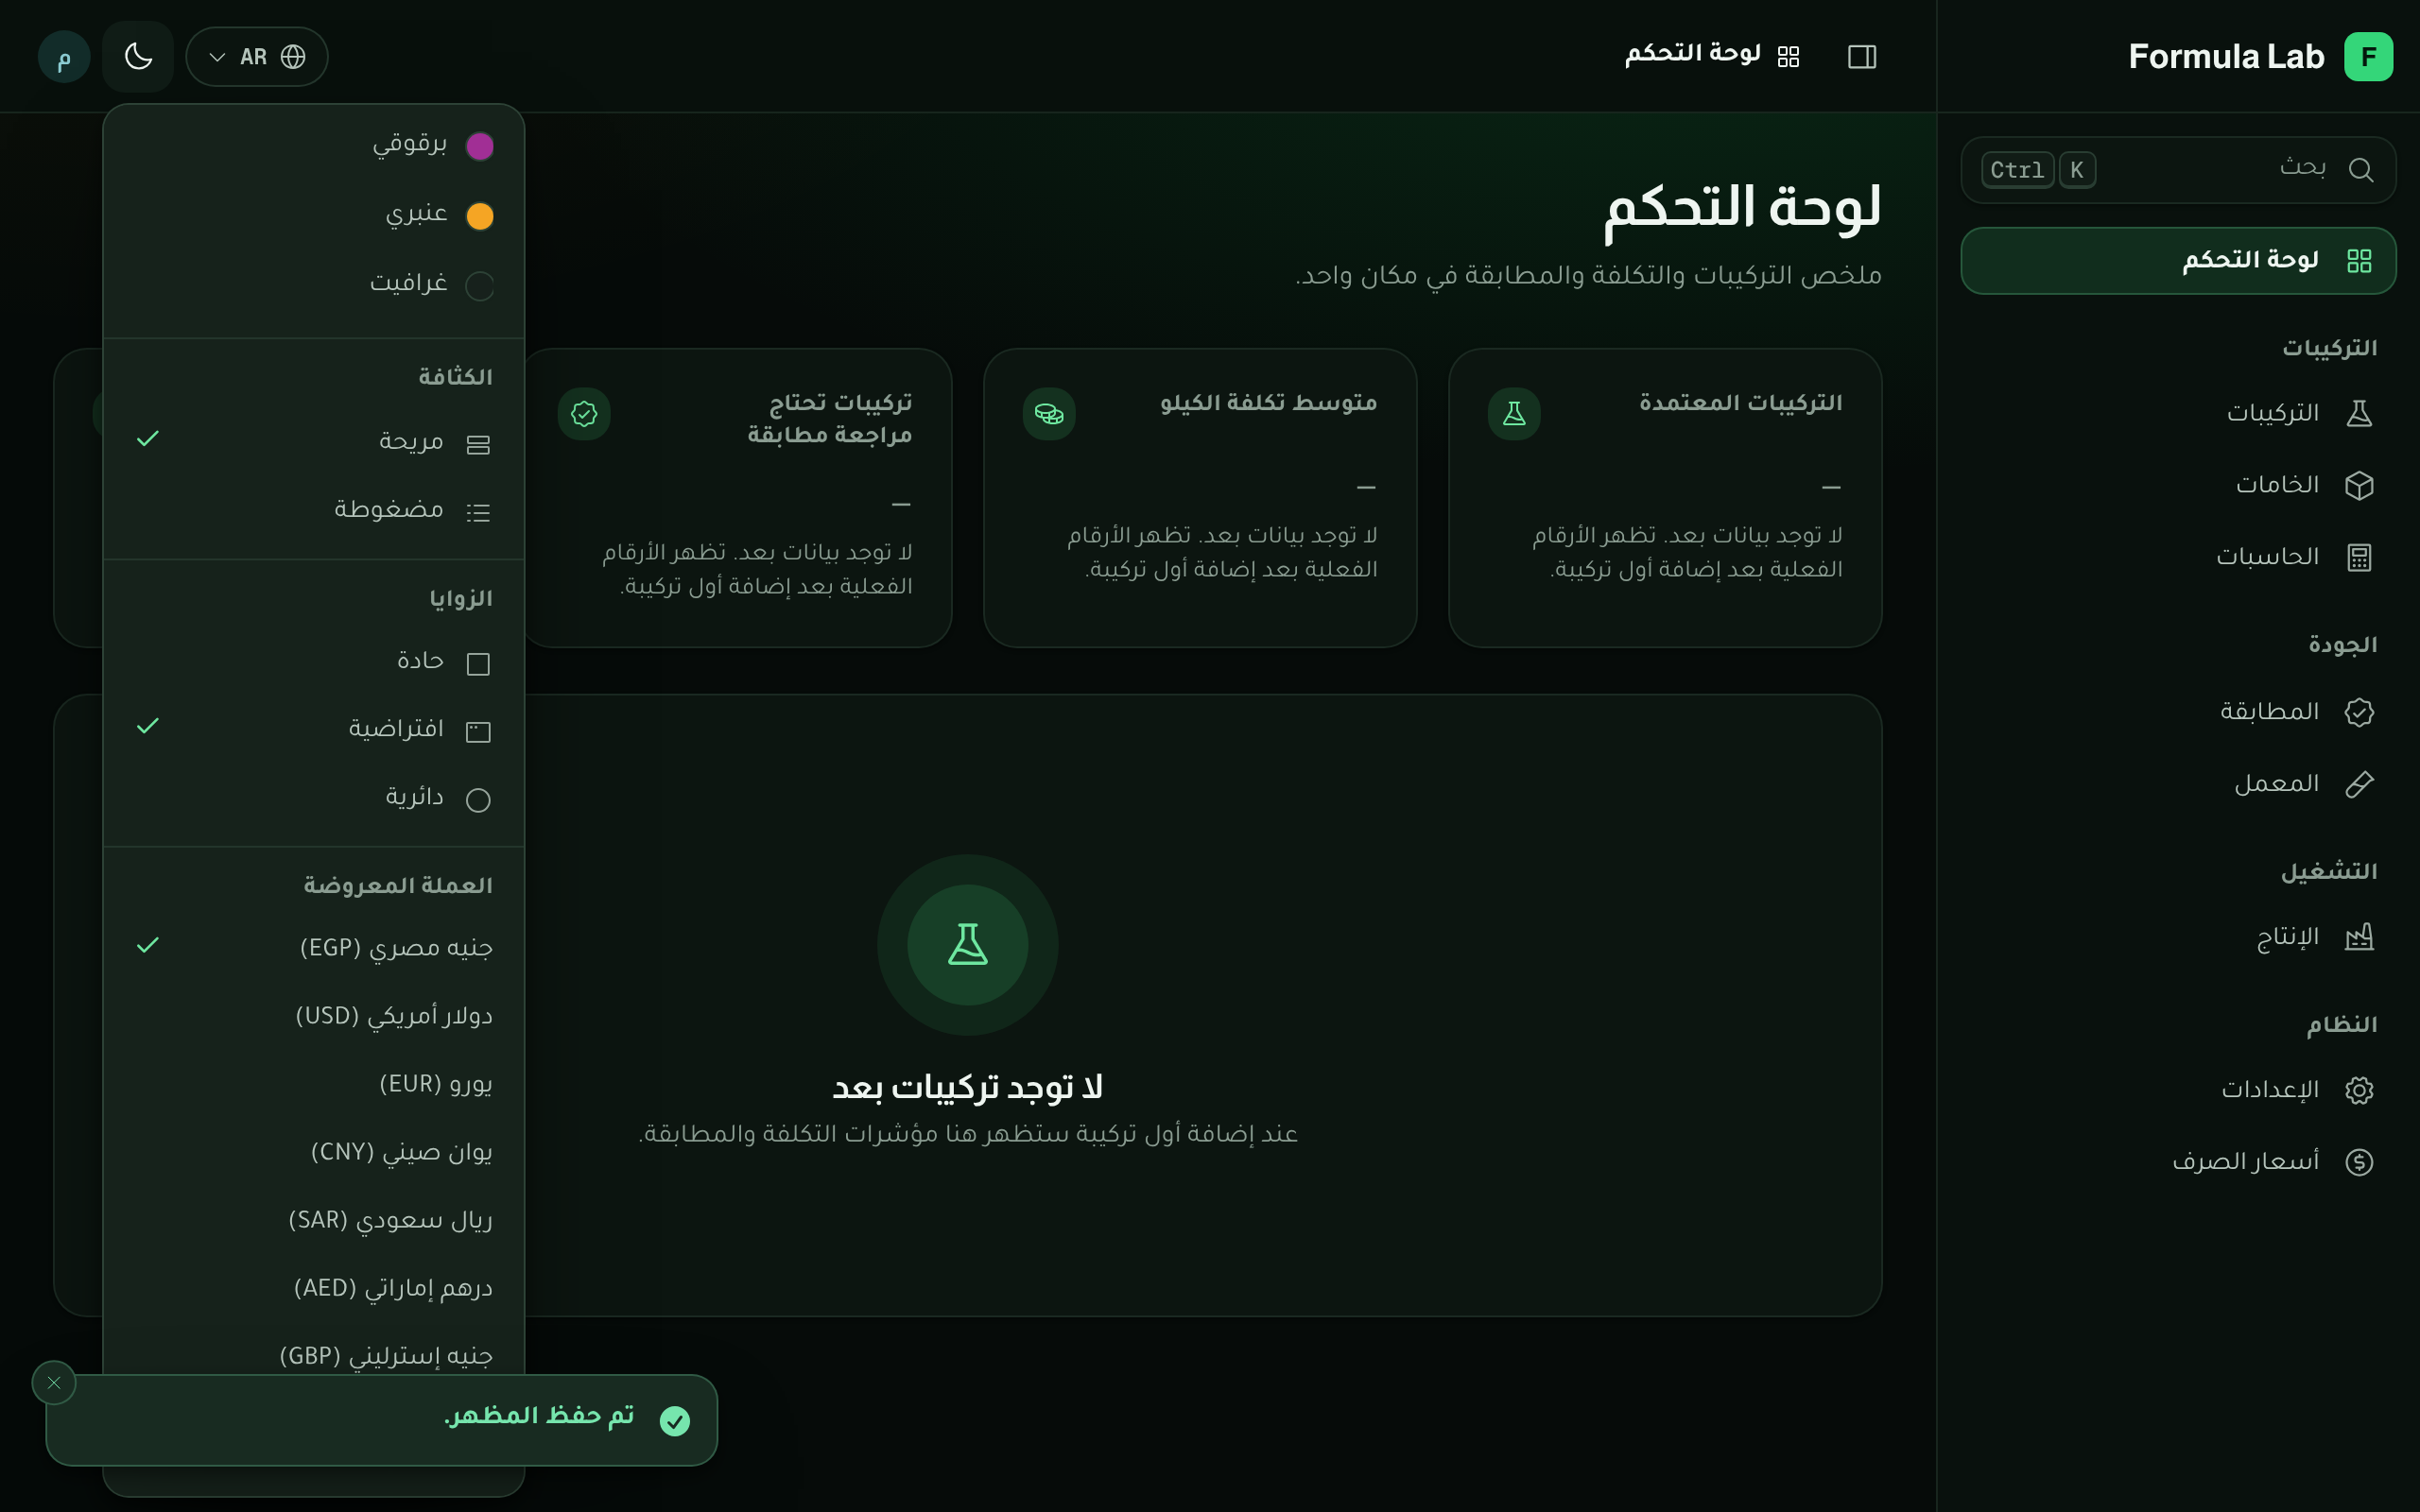 F
Formula Lab
لوحة التحكم
AR
م
بحث
Ctrl K
لوحة التحكم
التركيبات
التركيبات
الخامات
الحاسبات
الجودة
المطابقة
المعمل
التشغيل
الإنتاج
النظام
الإعدادات
أسعار الصرف
لوحة التحكم
ملخص التركيبات والتكلفة والمطابقة في مكان واحد.
التركيبات المعتمدة
—
لا توجد بيانات بعد. تظهر الأرقام
الفعلية بعد إضافة أول تركيبة.
متوسط تكلفة الكيلو
—
لا توجد بيانات بعد. تظهر الأرقام
الفعلية بعد إضافة أول تركيبة.
تركيبات تحتاج
مراجعة مطابقة
—
لا توجد بيانات بعد. تظهر الأرقام
الفعلية بعد إضافة أول تركيبة.
لا توجد تركيبات بعد
عند إضافة أول تركيبة ستظهر هنا مؤشرات التكلفة والمطابقة.
برقوقي
عنبري
غرافيت
الكثافة
مريحة
مضغوطة
الزوايا
حادة
افتراضية
دائرية
العملة المعروضة
جنيه مصري (EGP)
دولار أمريكي (USD)
يورو (EUR)
يوان صيني (CNY)
ريال سعودي (SAR)
درهم إماراتي (AED)
جنيه إسترليني (GBP)
تم حفظ المظهر.